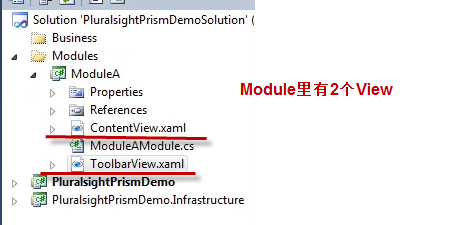 Solution 'PluralsightPrismDemoSolution' (
Business
Modules
ModuleA
Properties
Module里有2个View
References
ContentView.xaml
ModuleAModule.cs
ToolbarView.xaml
PluralsightPrismDemo
PluralsightPrismDemo.Infrastructure